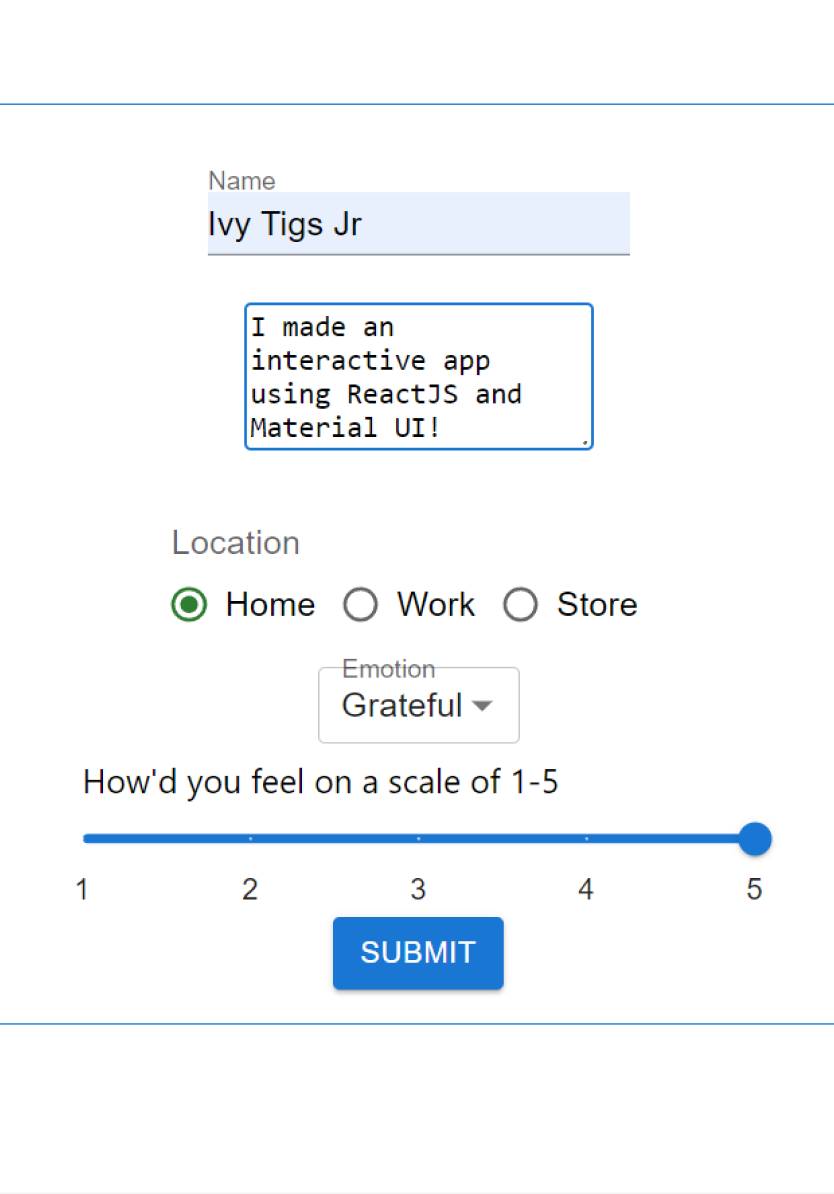 Name
Ivy Tigs Jr
I made an
interactive app
using ReactJS and
Material UI!
Location
Home Work Store
Emotion
Grateful
How'd you feel on a scale of 1-5
1 2 3 4 5
SUBMIT